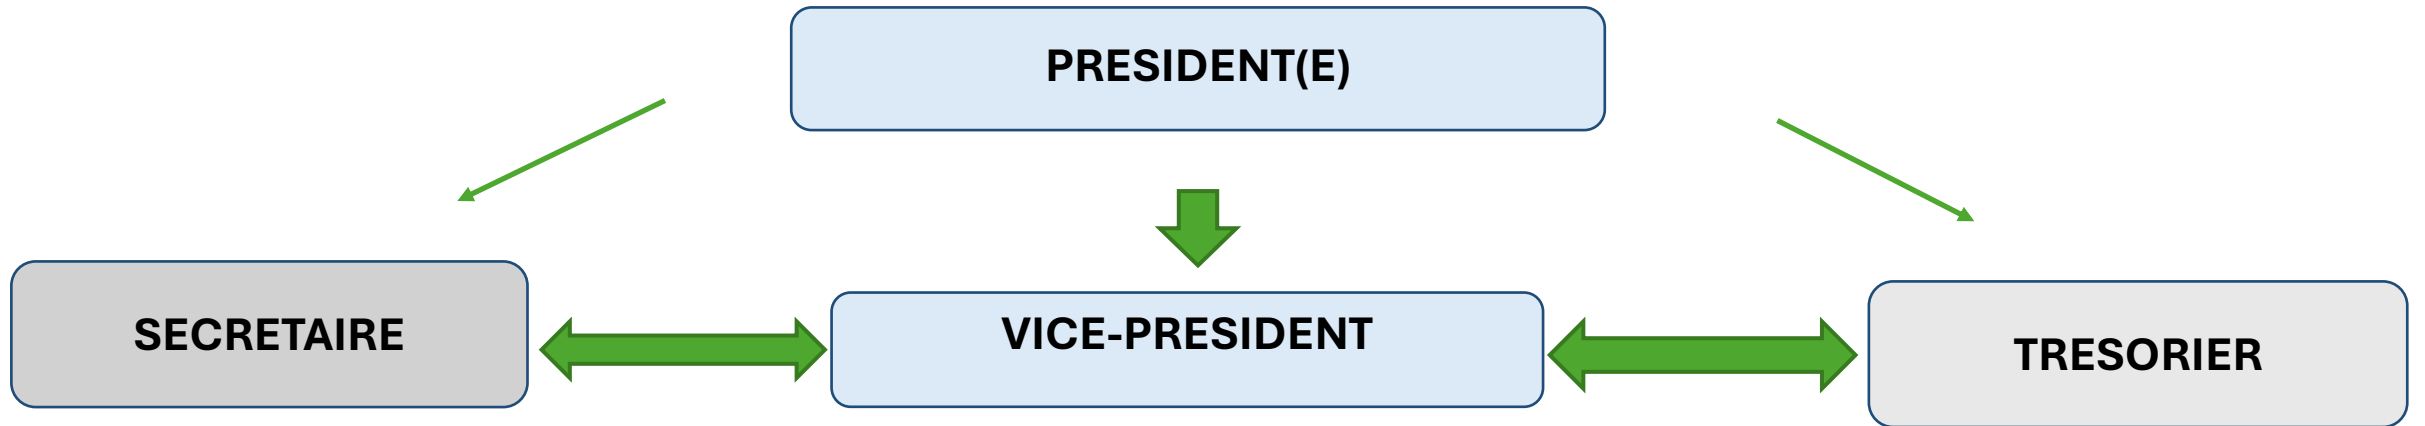 PRESIDENT(E)
SECRETAIRE
VICE-PRESIDENT
TRESORIER